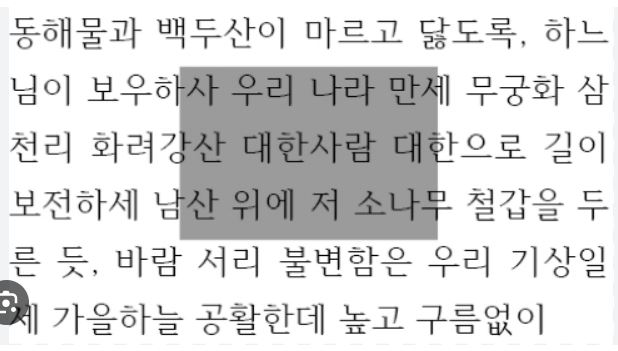 동해물과 백두산이 마르고 닳도록, 하느
님이 보우하사 우리 나라 만세 무궁화 삼
천리 화려강산 대한사람 대한으로 길이
보전하세 남산 위에 저 소나무 철갑을 두
른 듯, 바람 서리 불변함은 우리 기상일
세 가을하늘 공활한데 높고 구름없이